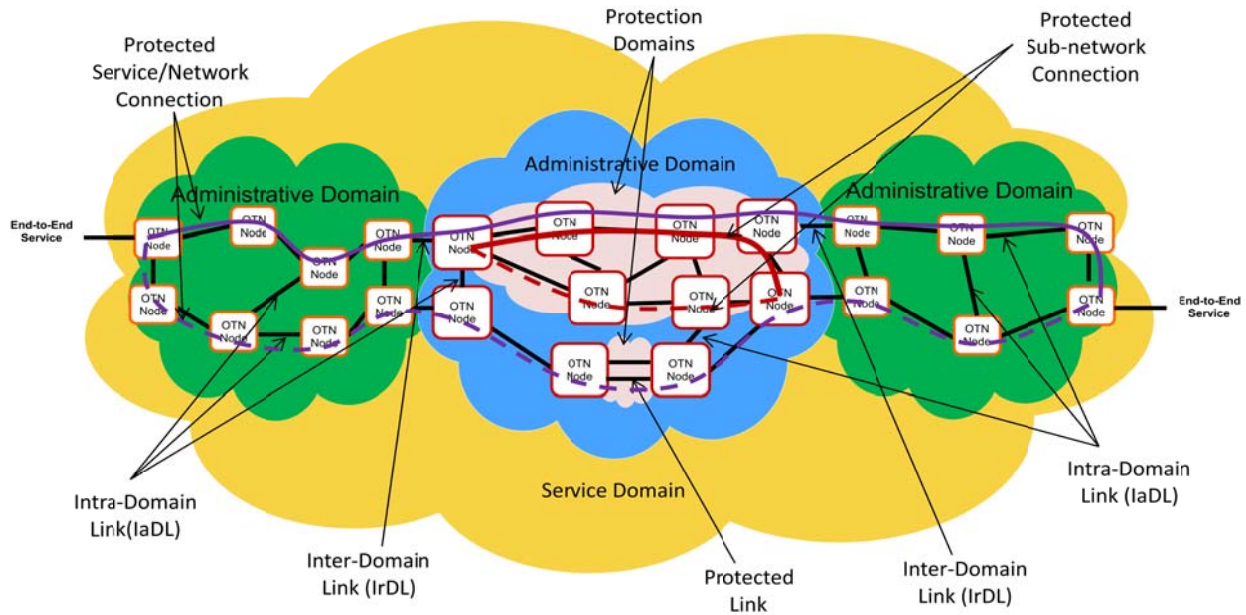 Protected
Service/Network
Connection
Protection
Domains
Protected
Sub-network
Connection
Administrative Domain
Administrative Domain
Administrative Domain
End-to-End
Service
OTN
Node
OTN
Node
OTN
Node
OTN
Node
OTN
Node
OTN
Node
OTN
Node
OTN
Node
OTN
Node
OTN
Node
OTN
Node
OTN
Node
OTN
Node
OTN
Node
OTN
Node
OTN
Node
OTN
Node
OTN
Node
OTN
Node
OTN
Node
OTN
Node
OTN
Node
OTN
Node
OTN
Node
End-to-End
Service
Service Domain
Intra-Domain
Link(IaDL)
Inter-Domain
Link (IrDL)
Protected
Link
Inter-Domain
Link (IrDL)
Intra-Domain
Link (IaDL)